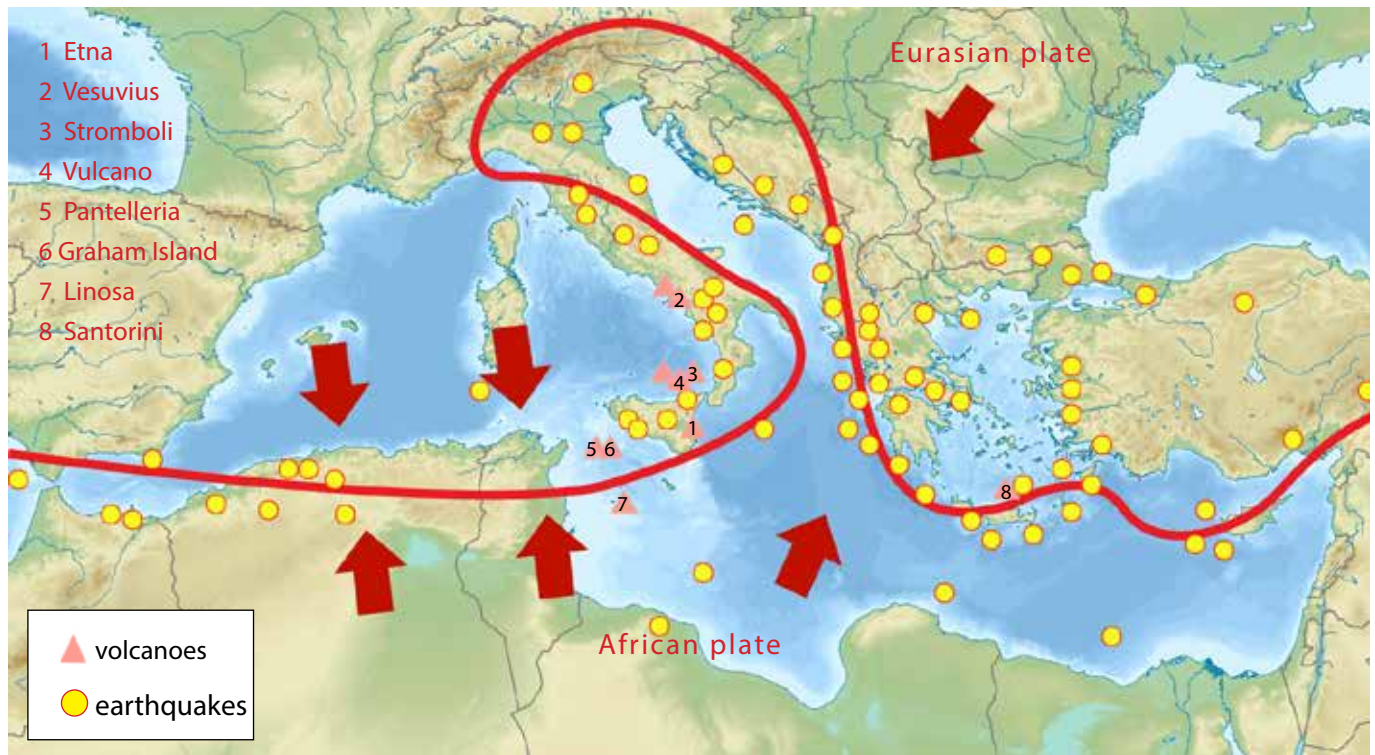 1 Etna
2 Vesuvius
3 Stromboli
4 Vulcano
5 Pantelleria
6 Graham Island
7 Linosa
8 Santorini
Eurasian plate
2
3
4
1
5 6
7
8
African plate
volcanoes
earthquakes